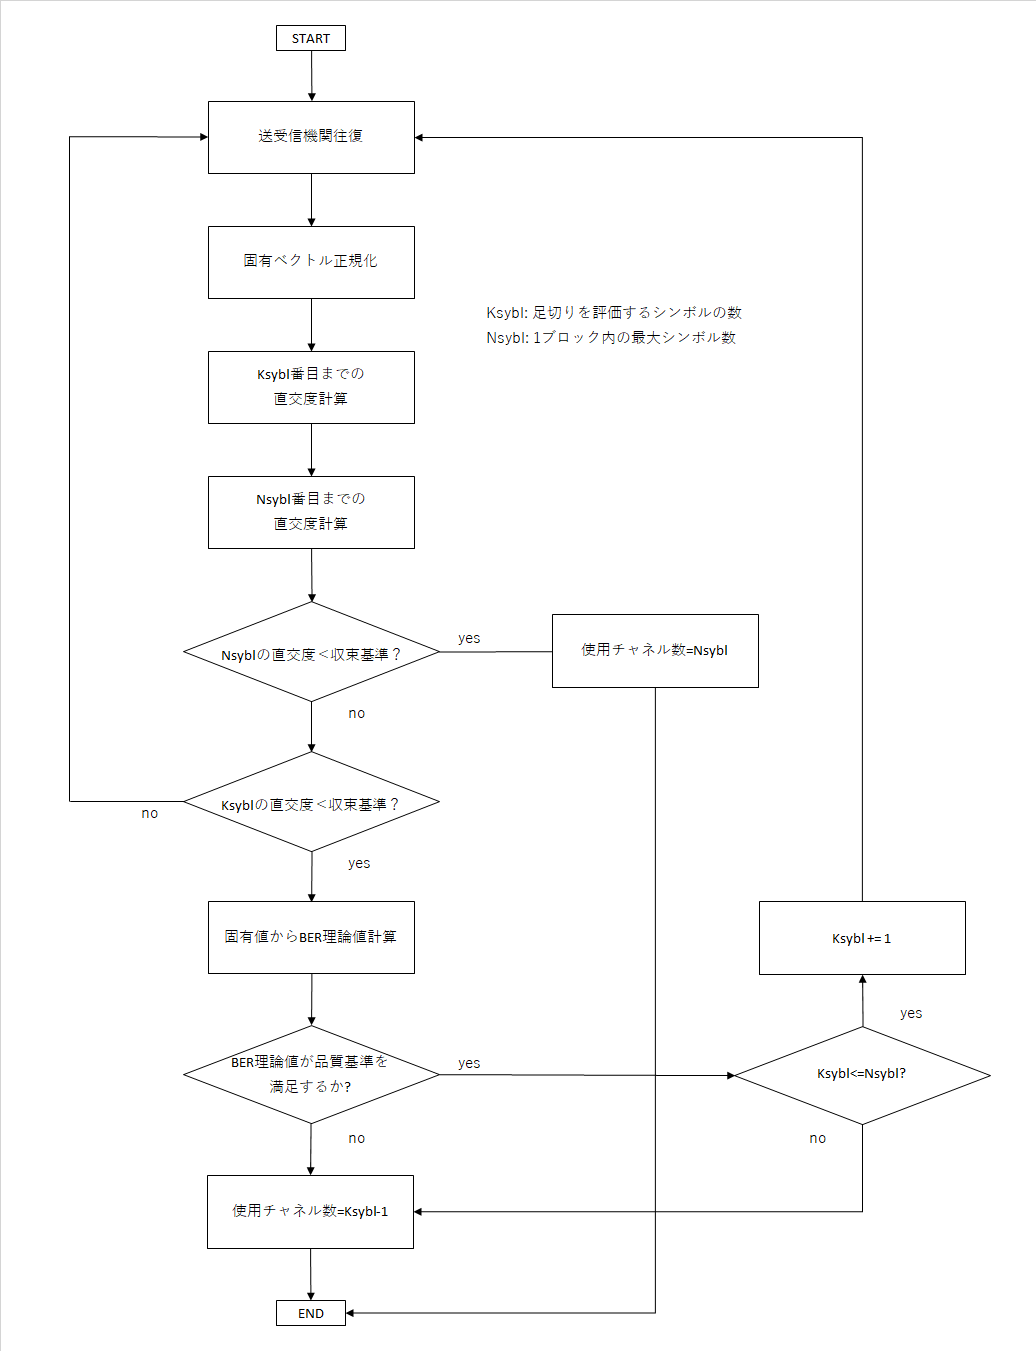 START
送受信機関往復
固有ベクトル正規化
Ksybl: 足切りを評価するシンボルの数
Nsybl: 1ブロック内の最大シンボル数
Ksybl番目までの
直交度計算
Nsybl番目までの
直交度計算
Nsyblの直交度＜収束基準？
yes
使用チャネル数=Nsybl
no
Ksyblの直交度＜収束基準？
no
yes
固有値からBER理論値計算
Ksybl += 1
yes
BER理論値が品質基準を
満足するか?
yes
Ksybl<=Nsybl?
no
no
使用チャネル数=Ksybl-1
END